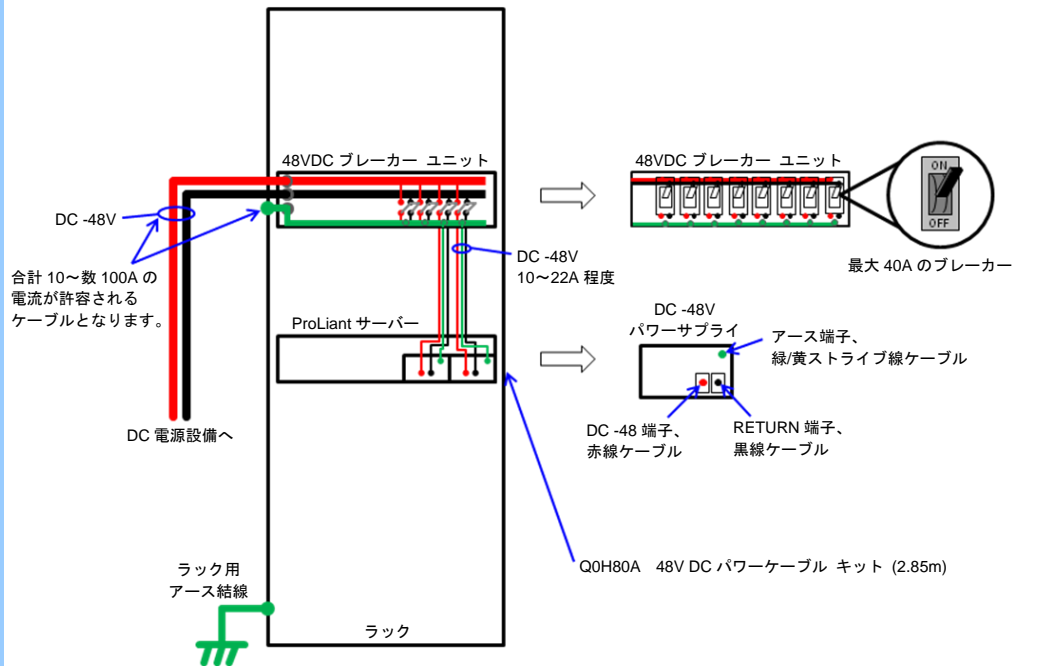 48VDC ブレーカー ユニット
DC -48V
合計 10～数 100A の
電流が許容される
ケーブルとなります。
DC -48V
10～22A 程度
ProLiant サーバー
DC 電源設備へ
ラック用
アース結線
ラック
48VDC ブレーカー ユニット
ON
OFF
最大 40A のブレーカー
DC -48V
パワーサプライ
アース端子、
緑/黄ストライプ線ケーブル
DC -48 端子、
赤線ケーブル
RETURN 端子、
黒線ケーブル
Q0H80A 48V DC パワーケーブル キット (2.85m)